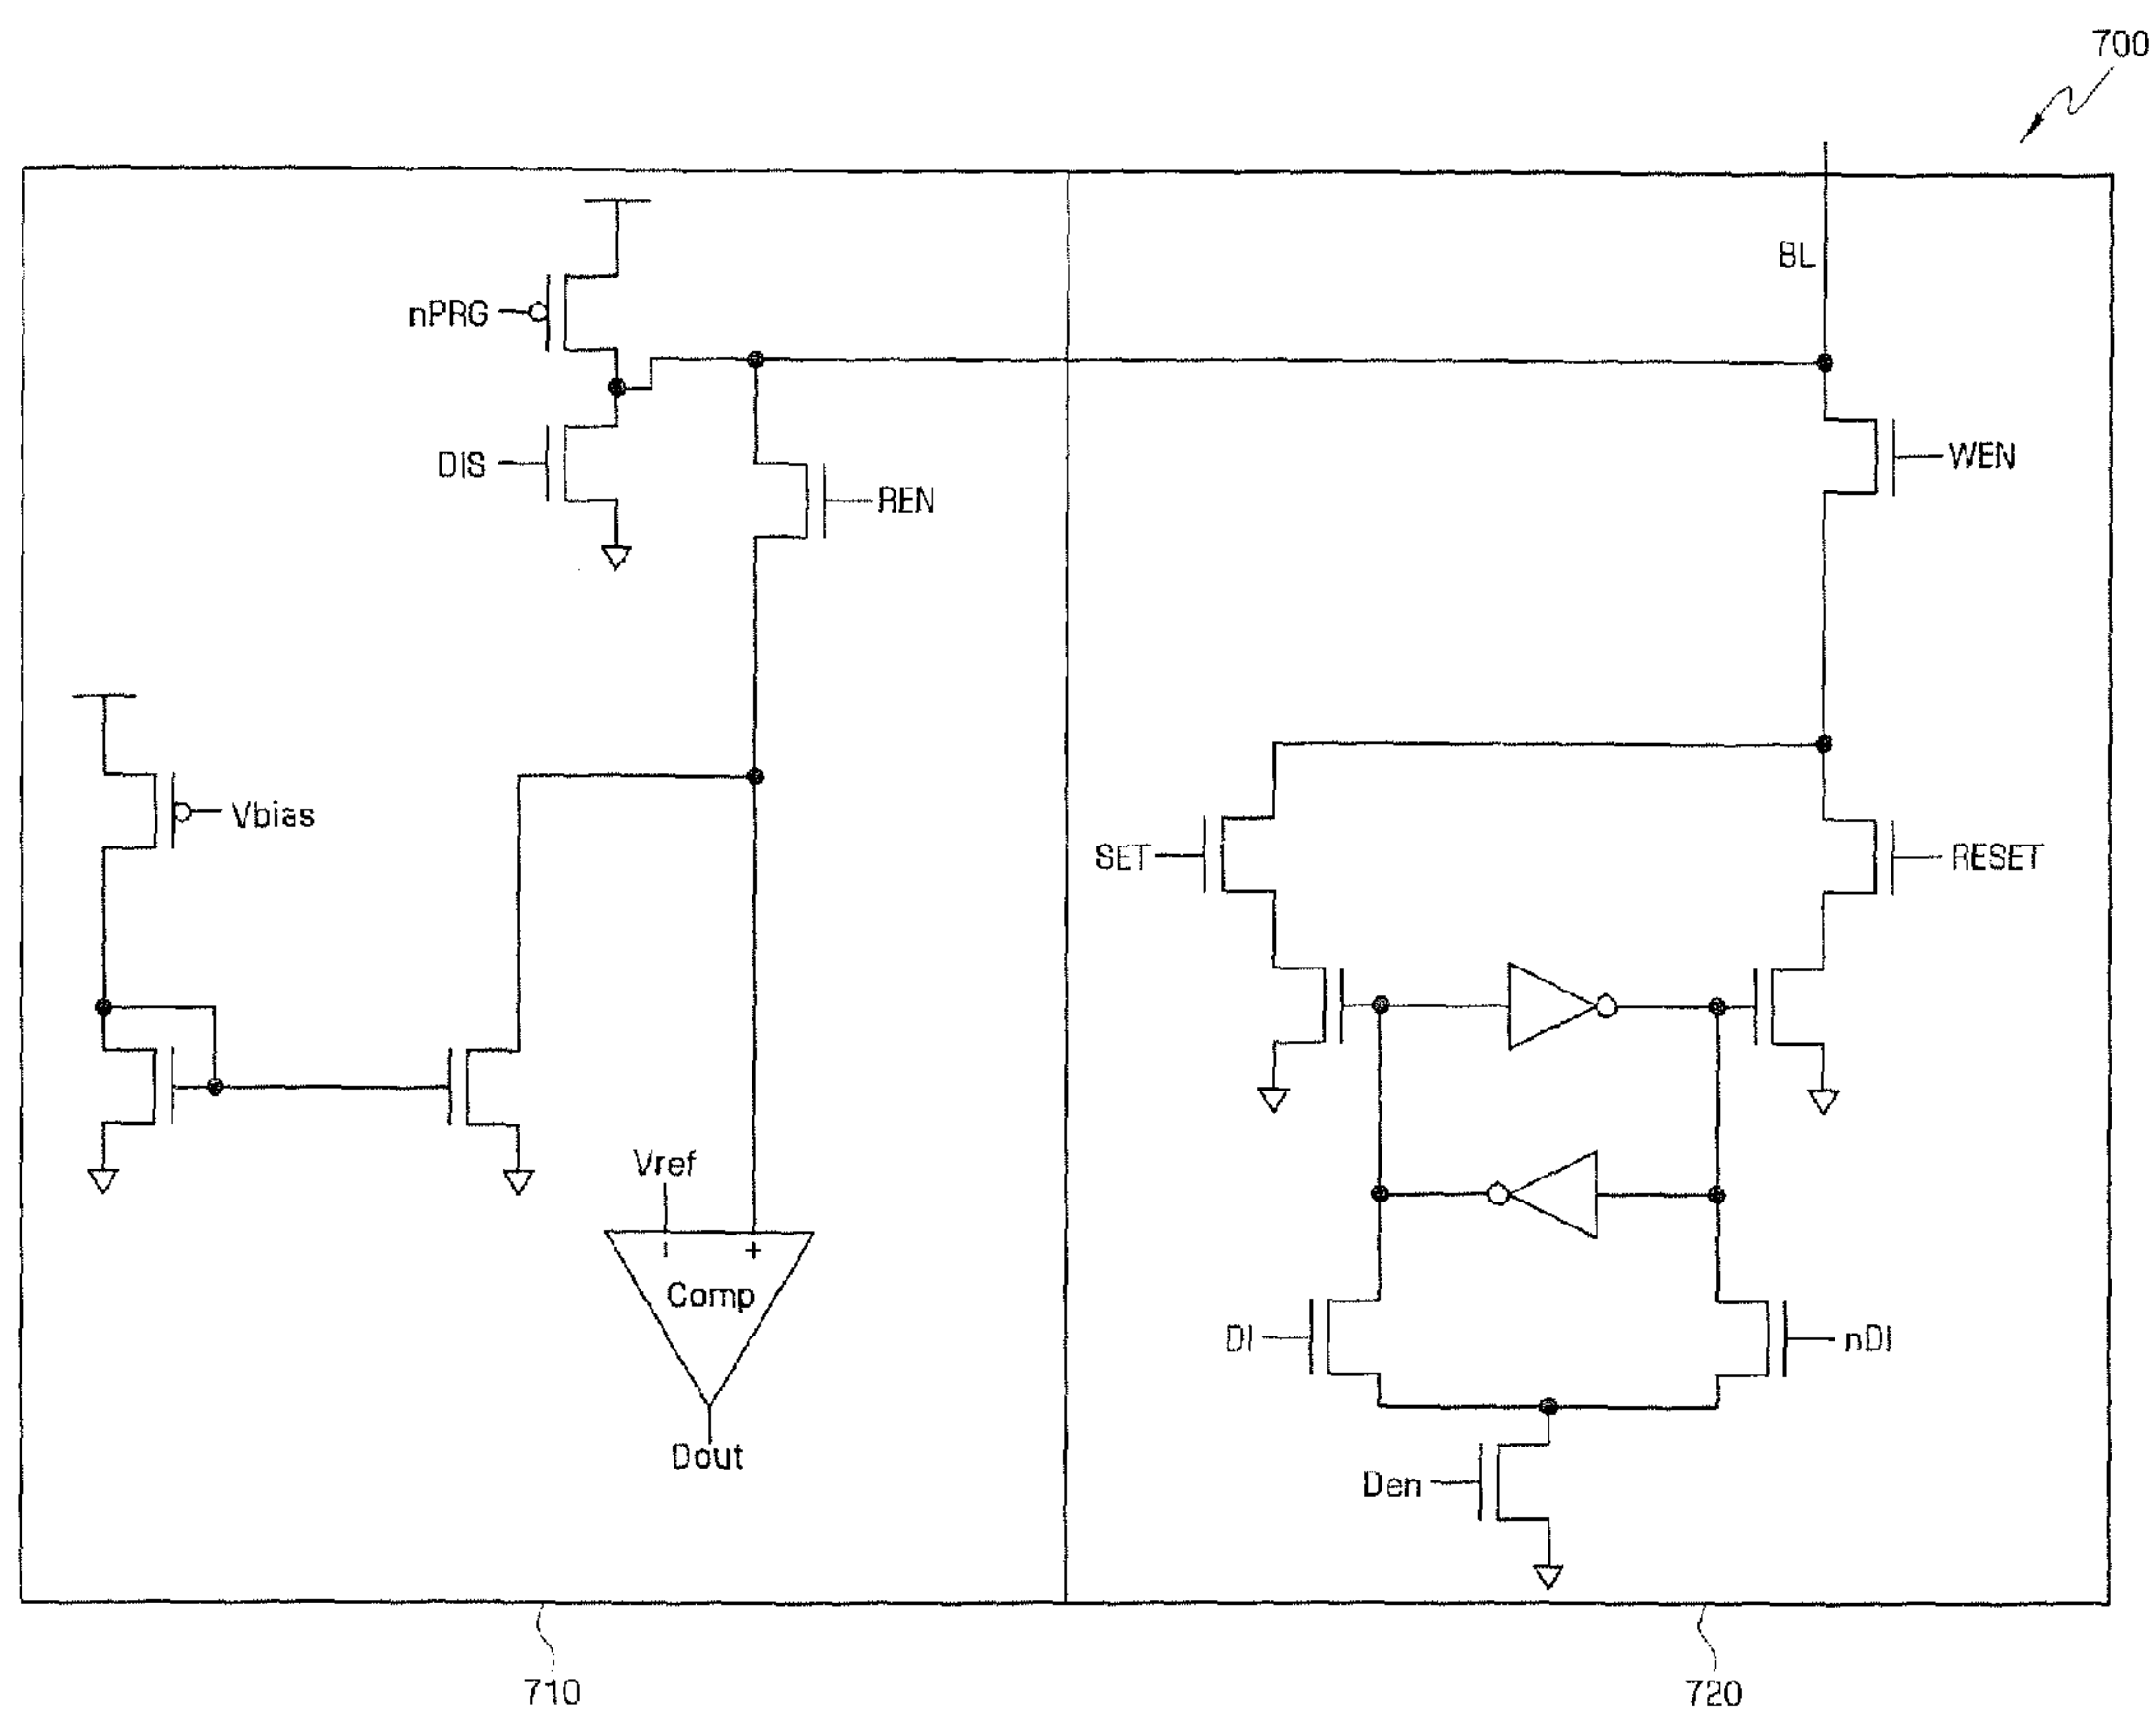 700
BL
nPRG
DIS
REN
WEN
Vbias
SET
RESET
Vref
- +
Comp
Dout
DI
nDI
Den
710
720